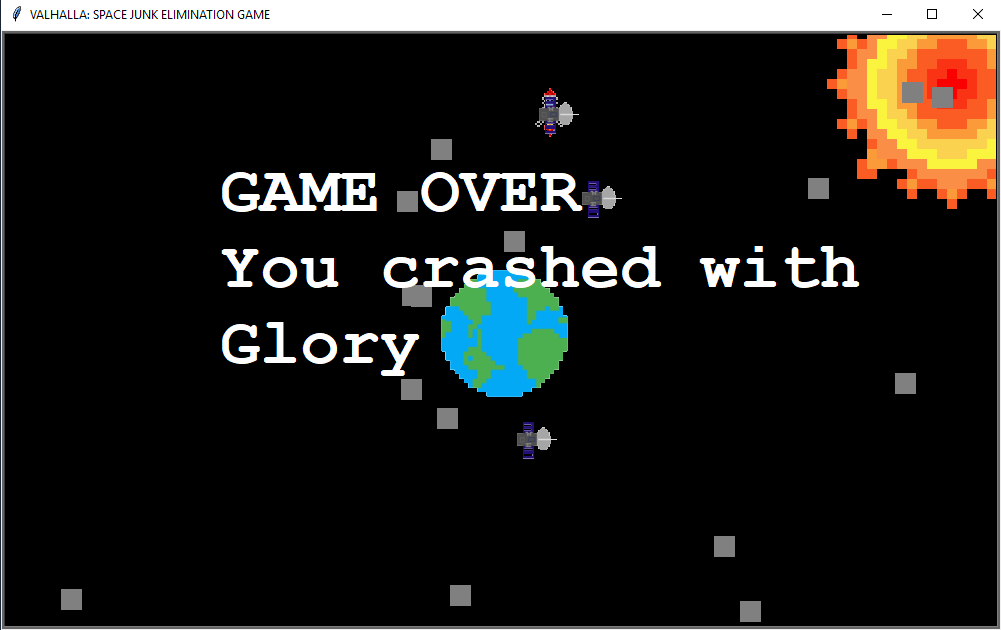 VALHALLA: SPACE JUNK ELIMINATION GAME
GAME OVER
You crashed with
Glory